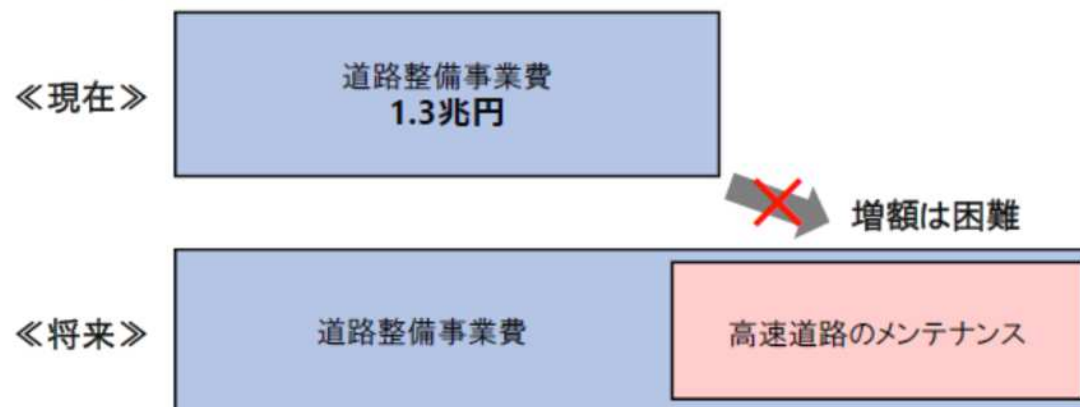 道路整備事業費
≪現在≫
1.3兆円
増額は困難
≪将来≫
道路整備事業費
高速道路のメンテナンス